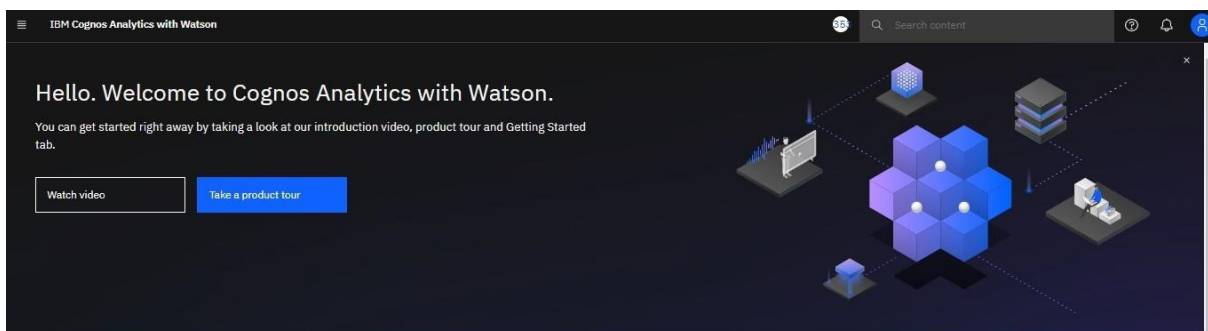 IBM Cognos Analytics with Watson
35
Search content
Hello. Welcome to Cognos Analytics with Watson.
You can get started right away by taking a look at our introduction video, product tour and Getting Started
tab.
Watch video
Take a product tour